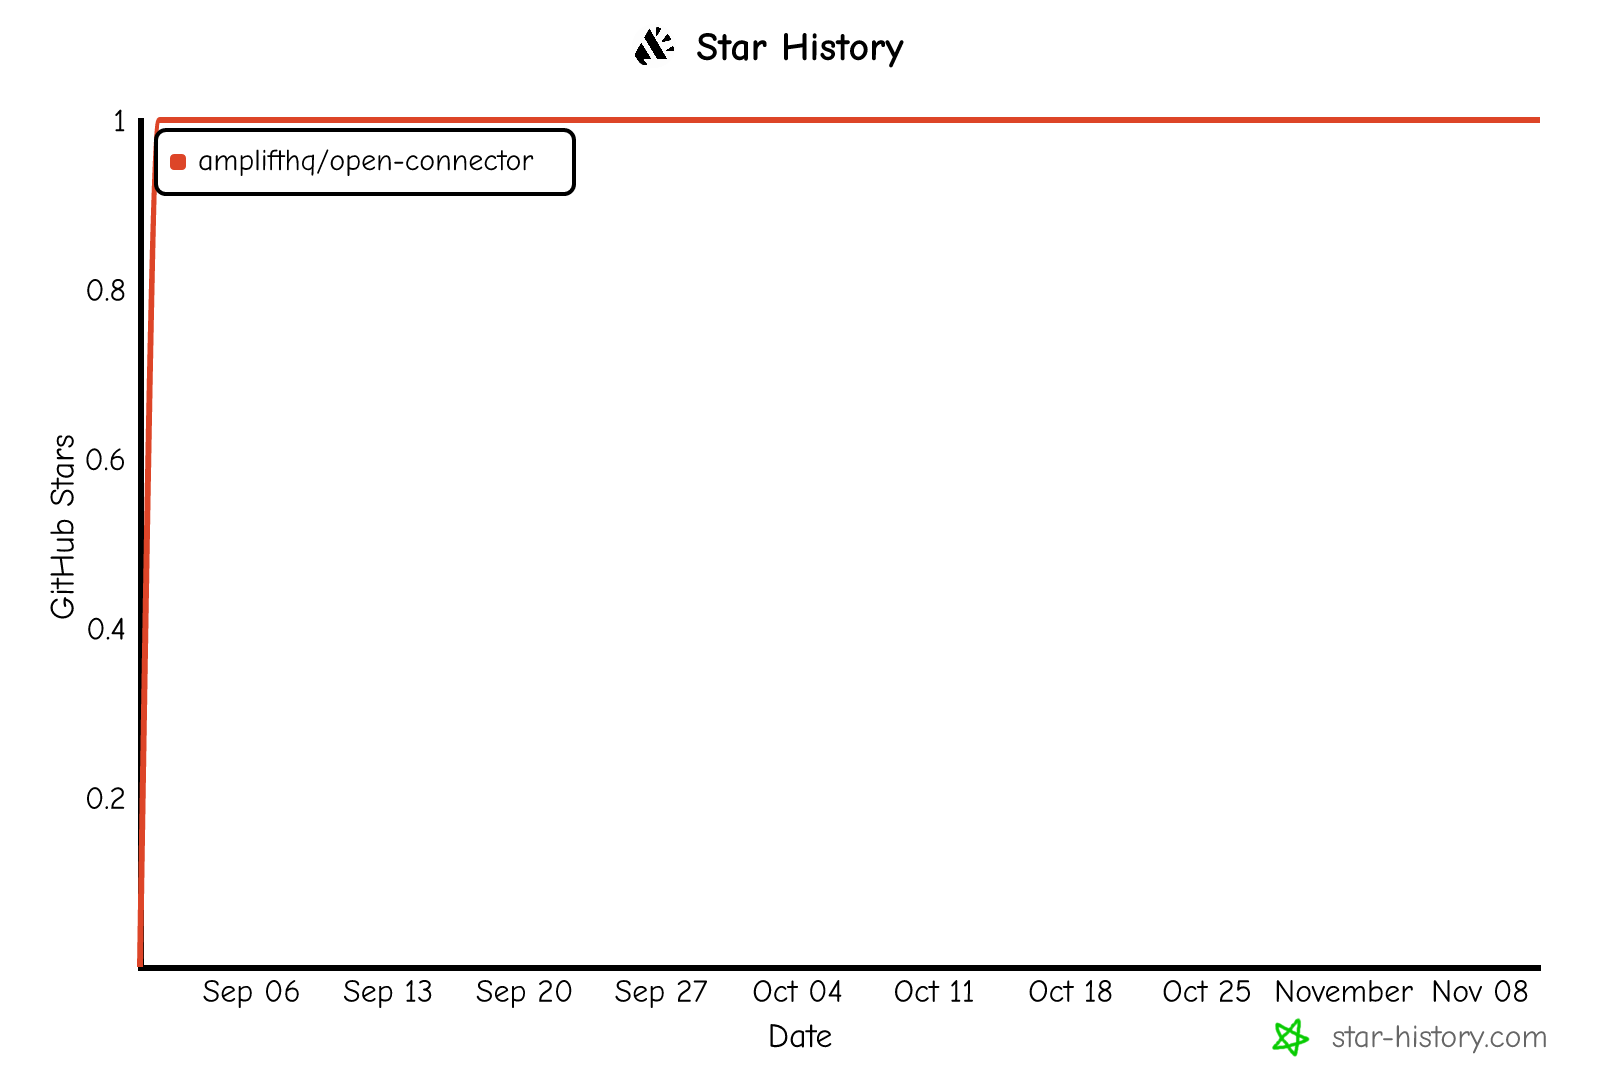 Star History
1
amplifthq/open-connector
0.8
0.6
0.4
0.2
GitHub Stars
Sep 06 Sep 13 Sep 20 Sep 27 Oct 04 Oct 11 Oct 18 Oct 25 November Nov 08
Date
star-history.com